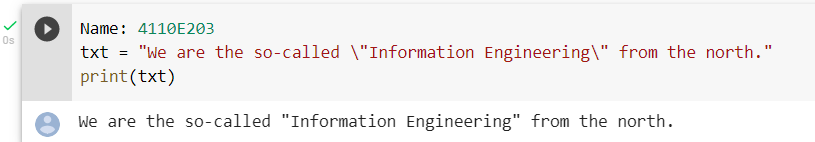 Name: 4110E203
txt = "We are the so-called \"Information Engineering\" from the north."
0s
print(txt)
We are the so-called "Information Engineering" from the north.